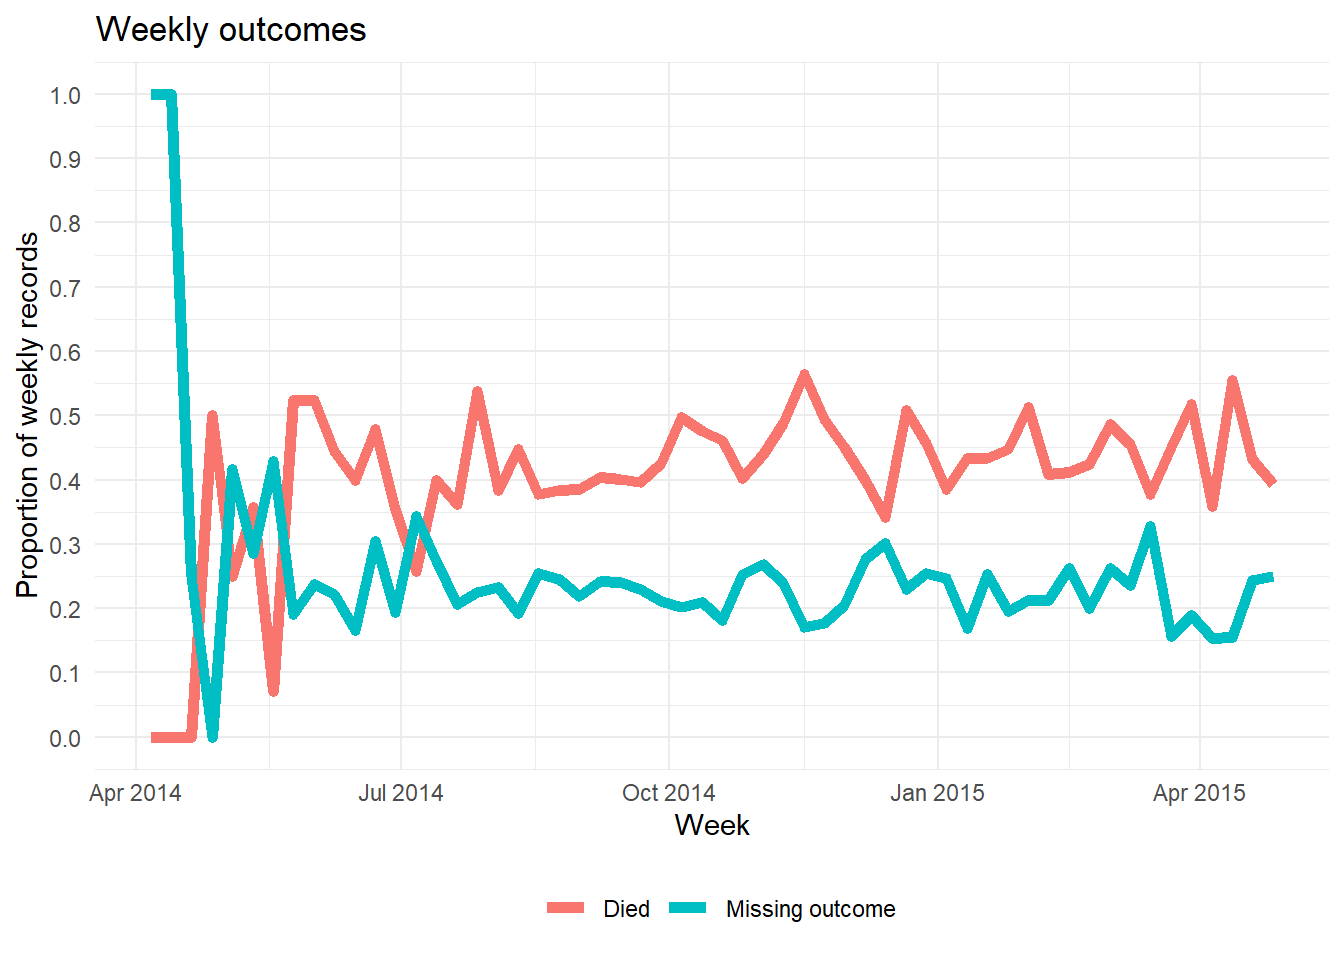 Weekly outcomes
Proportion of weekly records
1.0
0.9
0.8
0.7
0.6
0.5
0.4
0.3
0.2
0.1
0.0
Apr 2014 Jul 2014 Oct 2014 Jan 2015 Apr 2015
Week
Died Missing outcome